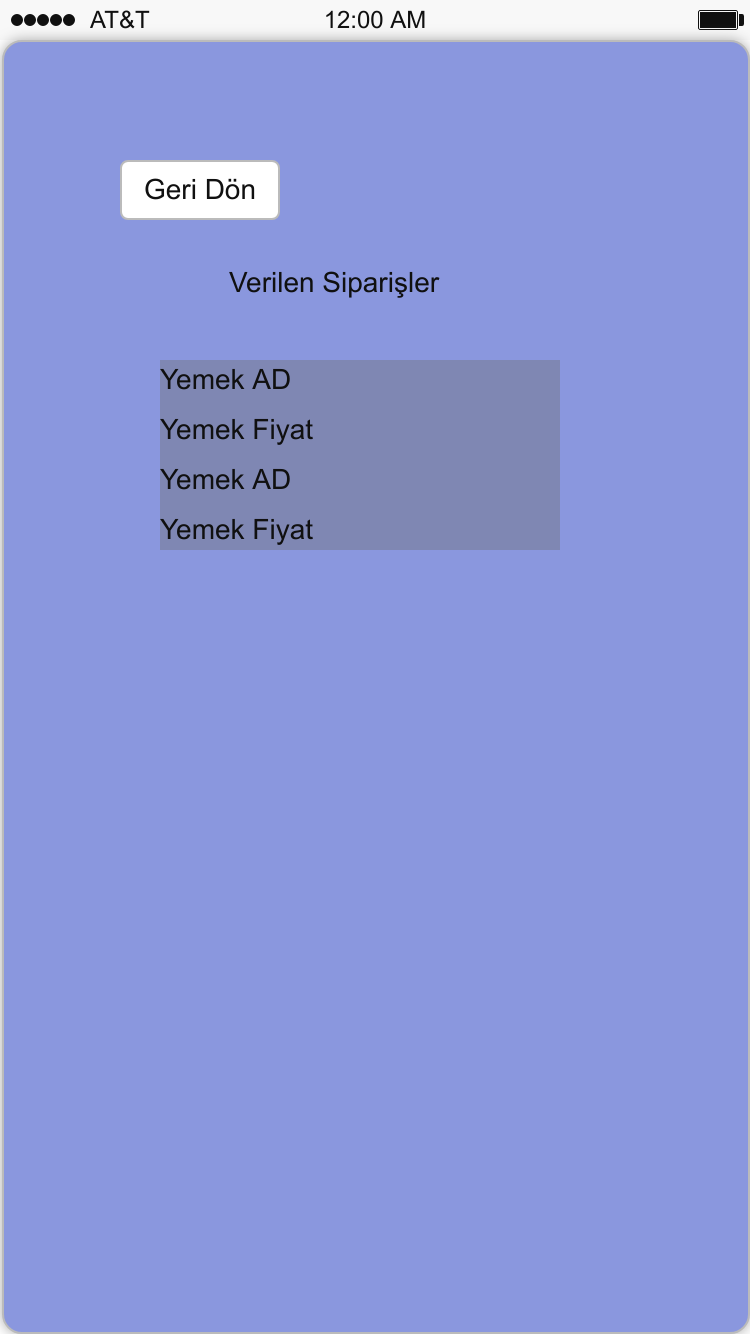 AT&T 12:00 AM
Geri Dön
Verilen Siparişler
Yemek AD
Yemek Fiyat
Yemek AD
Yemek Fiyat